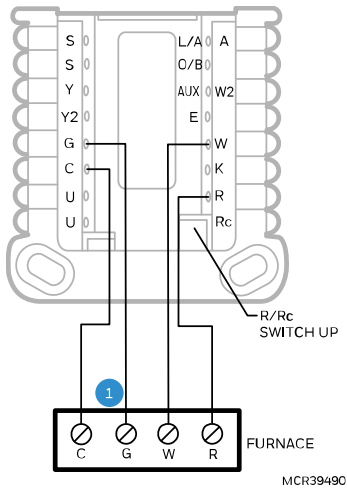 S L/A A
S O/B
Y AUX W2
Y2 E
G W
C K
U R
U Rc
R/Rc
SWITCH UP
1
C G W R
FURNACE
MCR39490